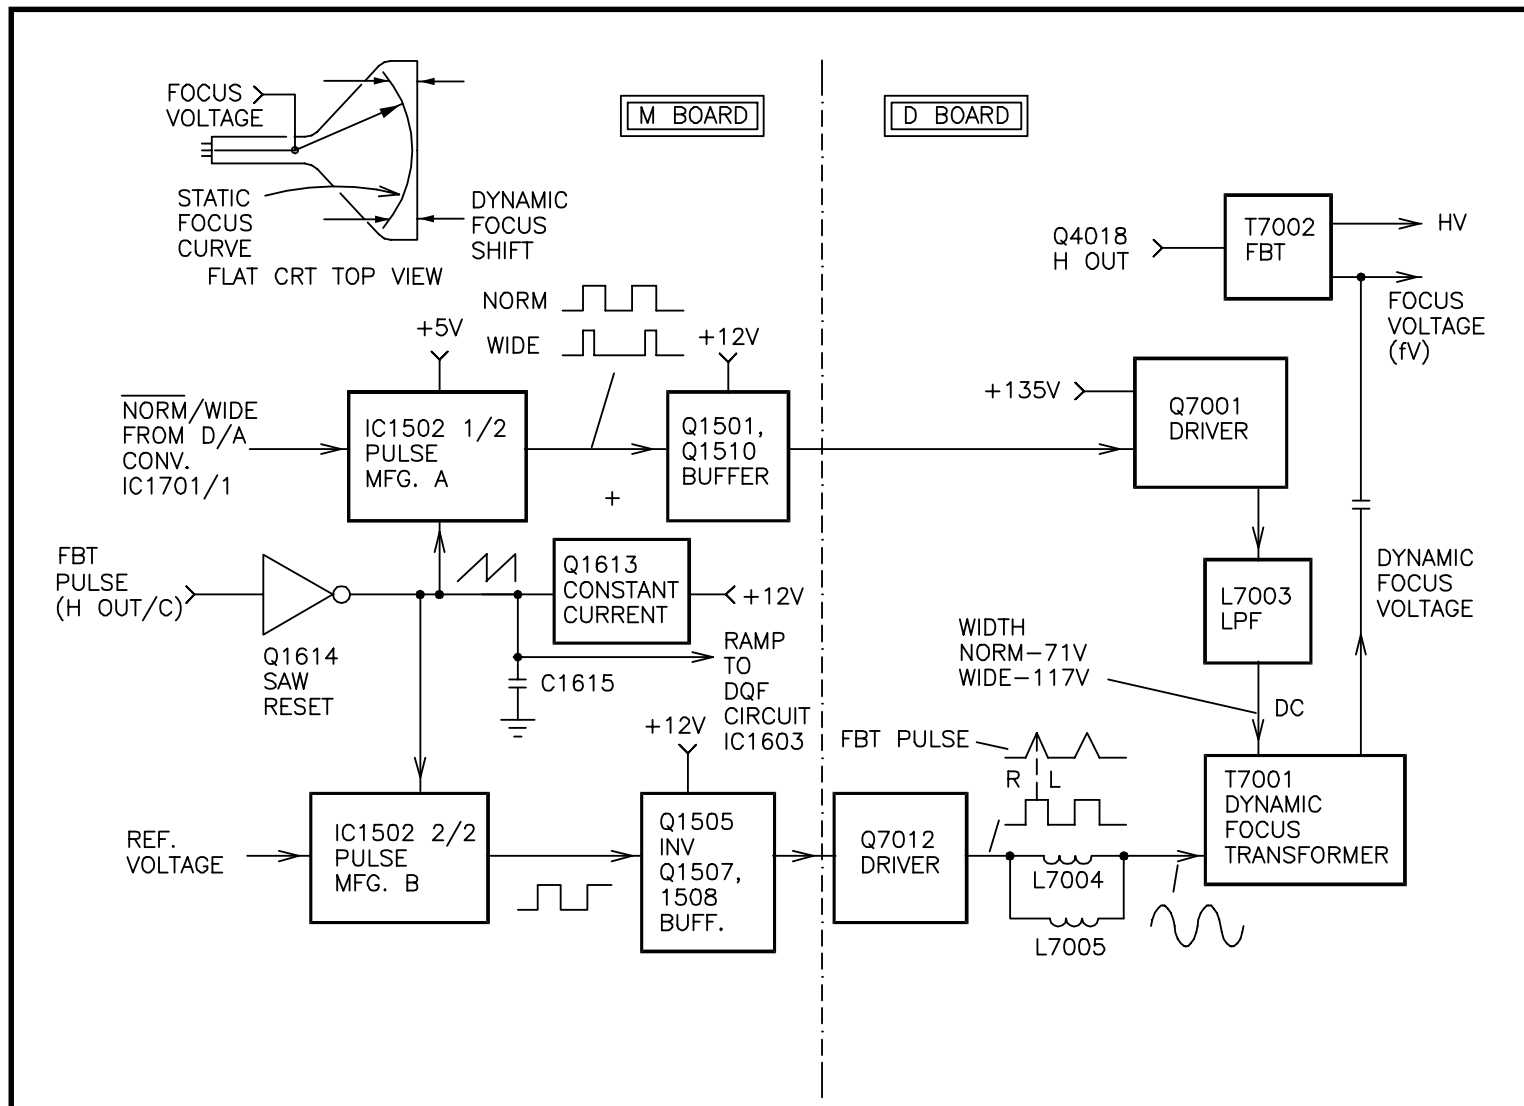 FOCUS
VOLTAGE
STATIC
FOCUS
CURVE
DYNAMIC
FOCUS
SHIFT
FLAT CRT TOP VIEW
M BOARD
D BOARD
Q4018
H OUT
T7002
FBT
HV
FOCUS
VOLTAGE
(fV)
NORM
WIDE
+5V
+12V
NORM/WIDE
FROM D/A
CONV.
IC1701/1
IC1502 1/2
PULSE
MFG. A
+
Q1501,
Q1510
BUFFER
+135V
Q7001
DRIVER
FBT
PULSE
(H OUT/C)
Q1614
SAW
RESET
Q1613
CONSTANT
CURRENT
+12V
C1615
RAMP
TO
DQF
CIRCUIT
IC1603
L7003
LPF
DYNAMIC
FOCUS
VOLTAGE
WIDTH
NORM-71V
WIDE-117V
DC
+12V
FBT PULSE
R L
REF.
VOLTAGE
IC1502 2/2
PULSE
MFG. B
Q1505
INV
Q1507,
1508
BUFF.
Q7012
DRIVER
L7004
L7005
T7001
DYNAMIC
FOCUS
TRANSFORMER